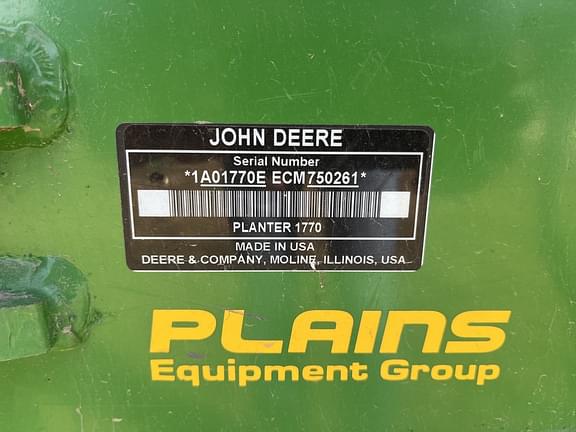 JOHN DEERE
Serial Number
*1A01770E ECM750261*
PLANTER 1770
MADE IN USA
DEERE & COMPANY, MOLINE, ILLINOIS, USA
PLAINS
Equipment Group